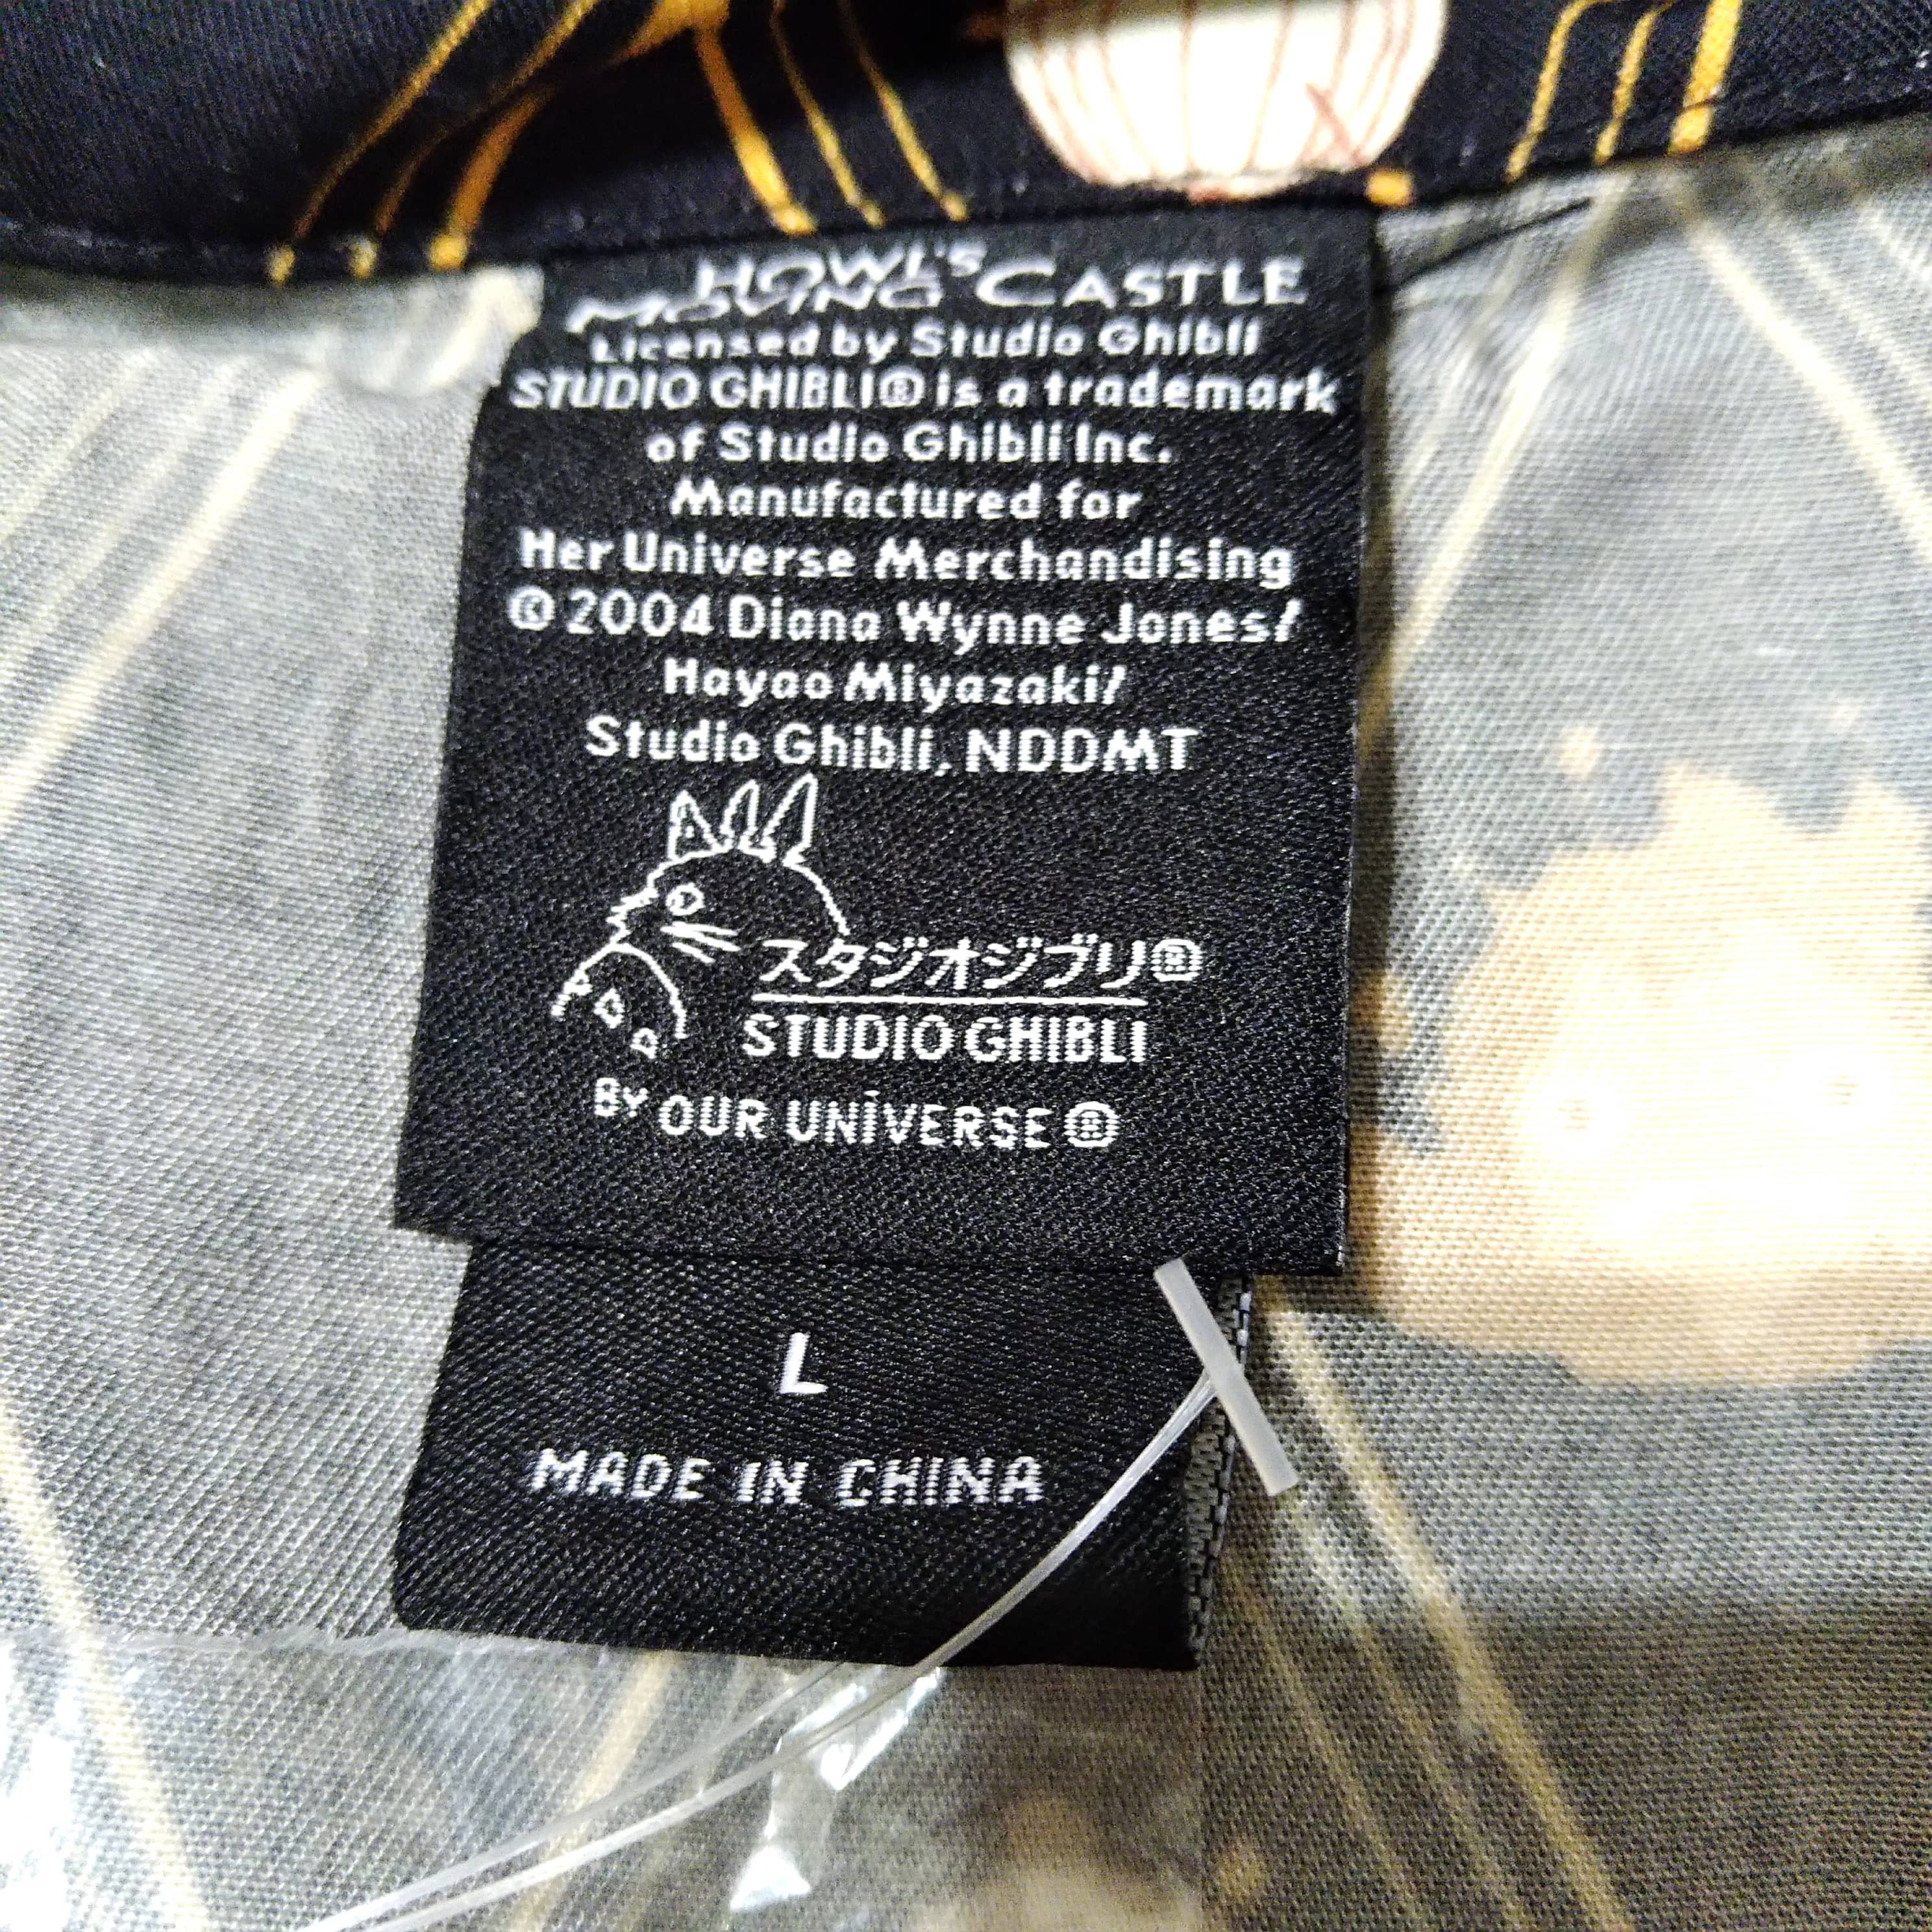 HOWL'S
MOVING CASTLE
Licensed by Studio Ghibli
STUDIO GHIBLI® is a trademark
of Studio Ghibli Inc.
Manufactured for
Her Universe Merchandising
© 2004 Diana Wynne Jones/
Hayao Miyazaki/
Studio Ghibli, NDDMT
スタジオジブリ®
STUDIO GHIBLI
BY OUR UNIVERSE®
L
MADE IN CHINA